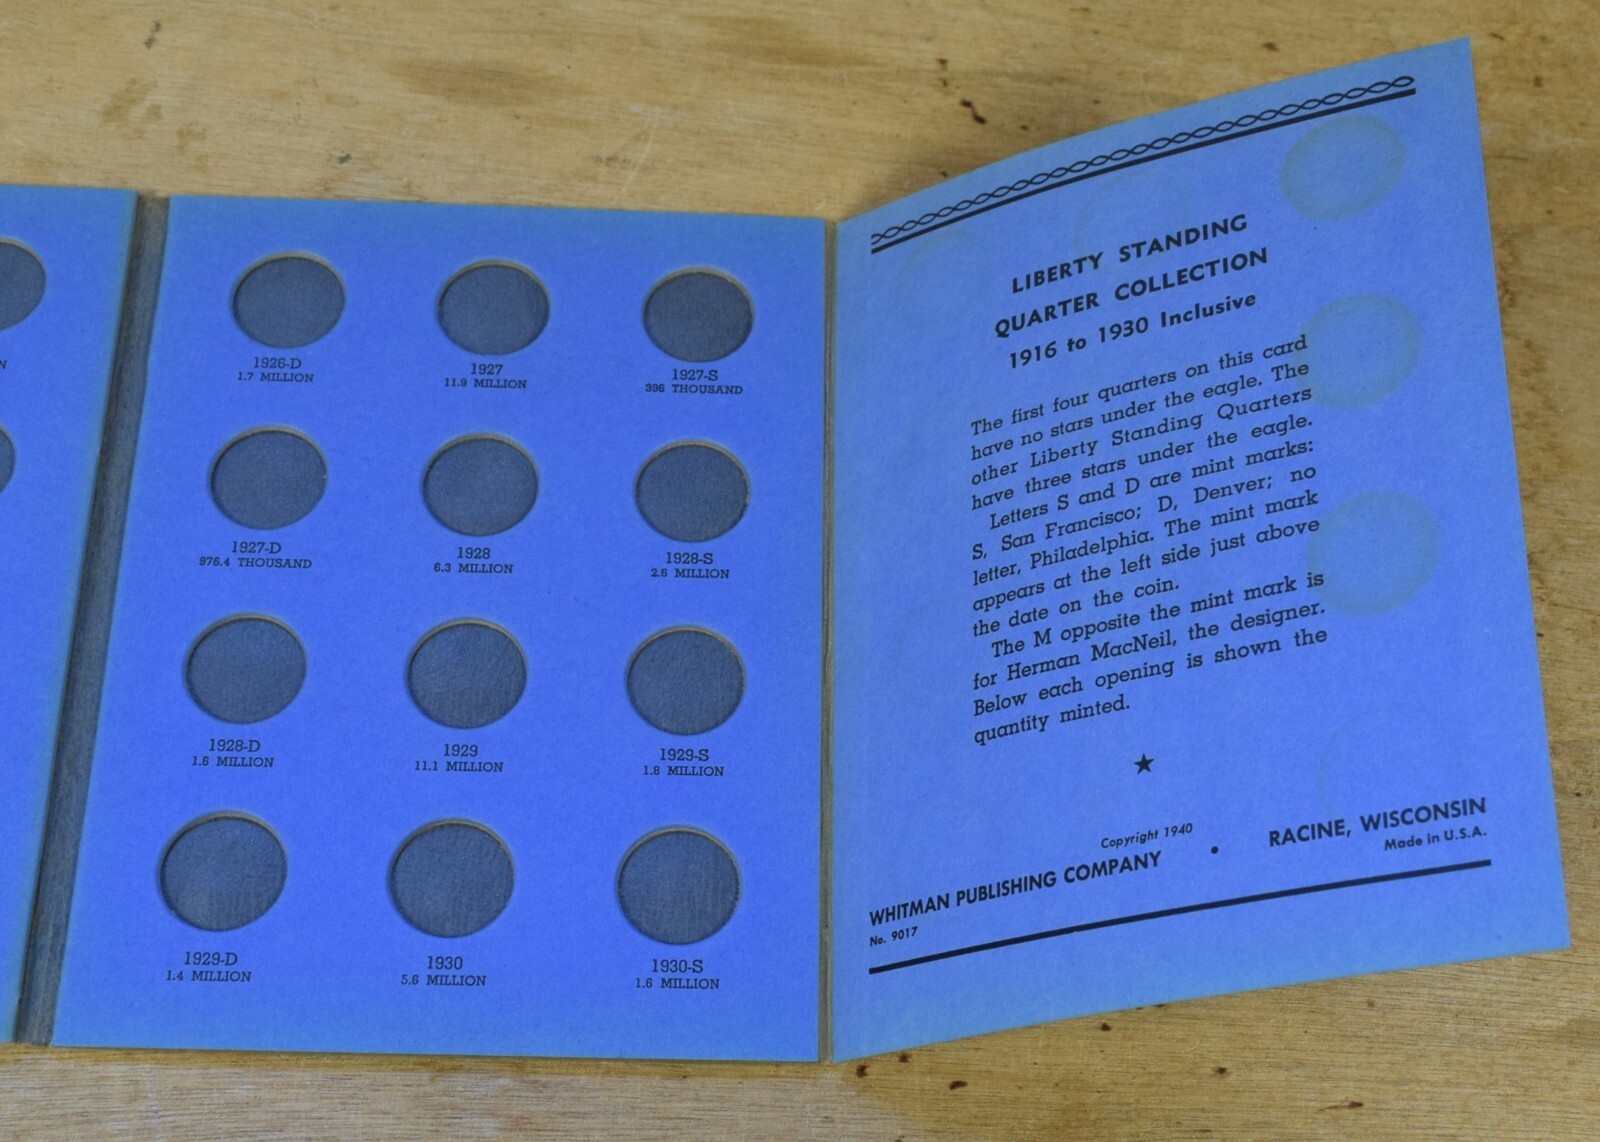 N
1926-D
1.7 MILLION
1927
11.9 MILLION
1927-S
396 THOUSAND
1927-D
976.4 THOUSAND
1928
6.3 MILLION
1928-S
2.6 MILLION
1928-D
1.6 MILLION
1929
11.1 MILLION
1929-S
1.8 MILLION
1929-D
1.4 MILLION
1930
5.6 MILLION
1930-S
1.6 MILLION
LIBERTY STANDING
QUARTER COLLECTION
1916 to 1930 Inclusive
The first four quarters on this card
have no stars under the eagle. The
other Liberty Standing Quarters
have three stars under the eagle.
Letters S and D are mint marks:
S, San Francisco; D, Denver; no
letter, Philadelphia. The mint mark
appears at the left side just above
the date on the coin.
The M opposite the mint mark is
for Herman MacNeil, the designer.
Below each opening is shown the
quantity minted.
Copyright 1940
WHITMAN PUBLISHING COMPANY • RACINE, WISCONSIN
No. 9017
Made in U.S.A.